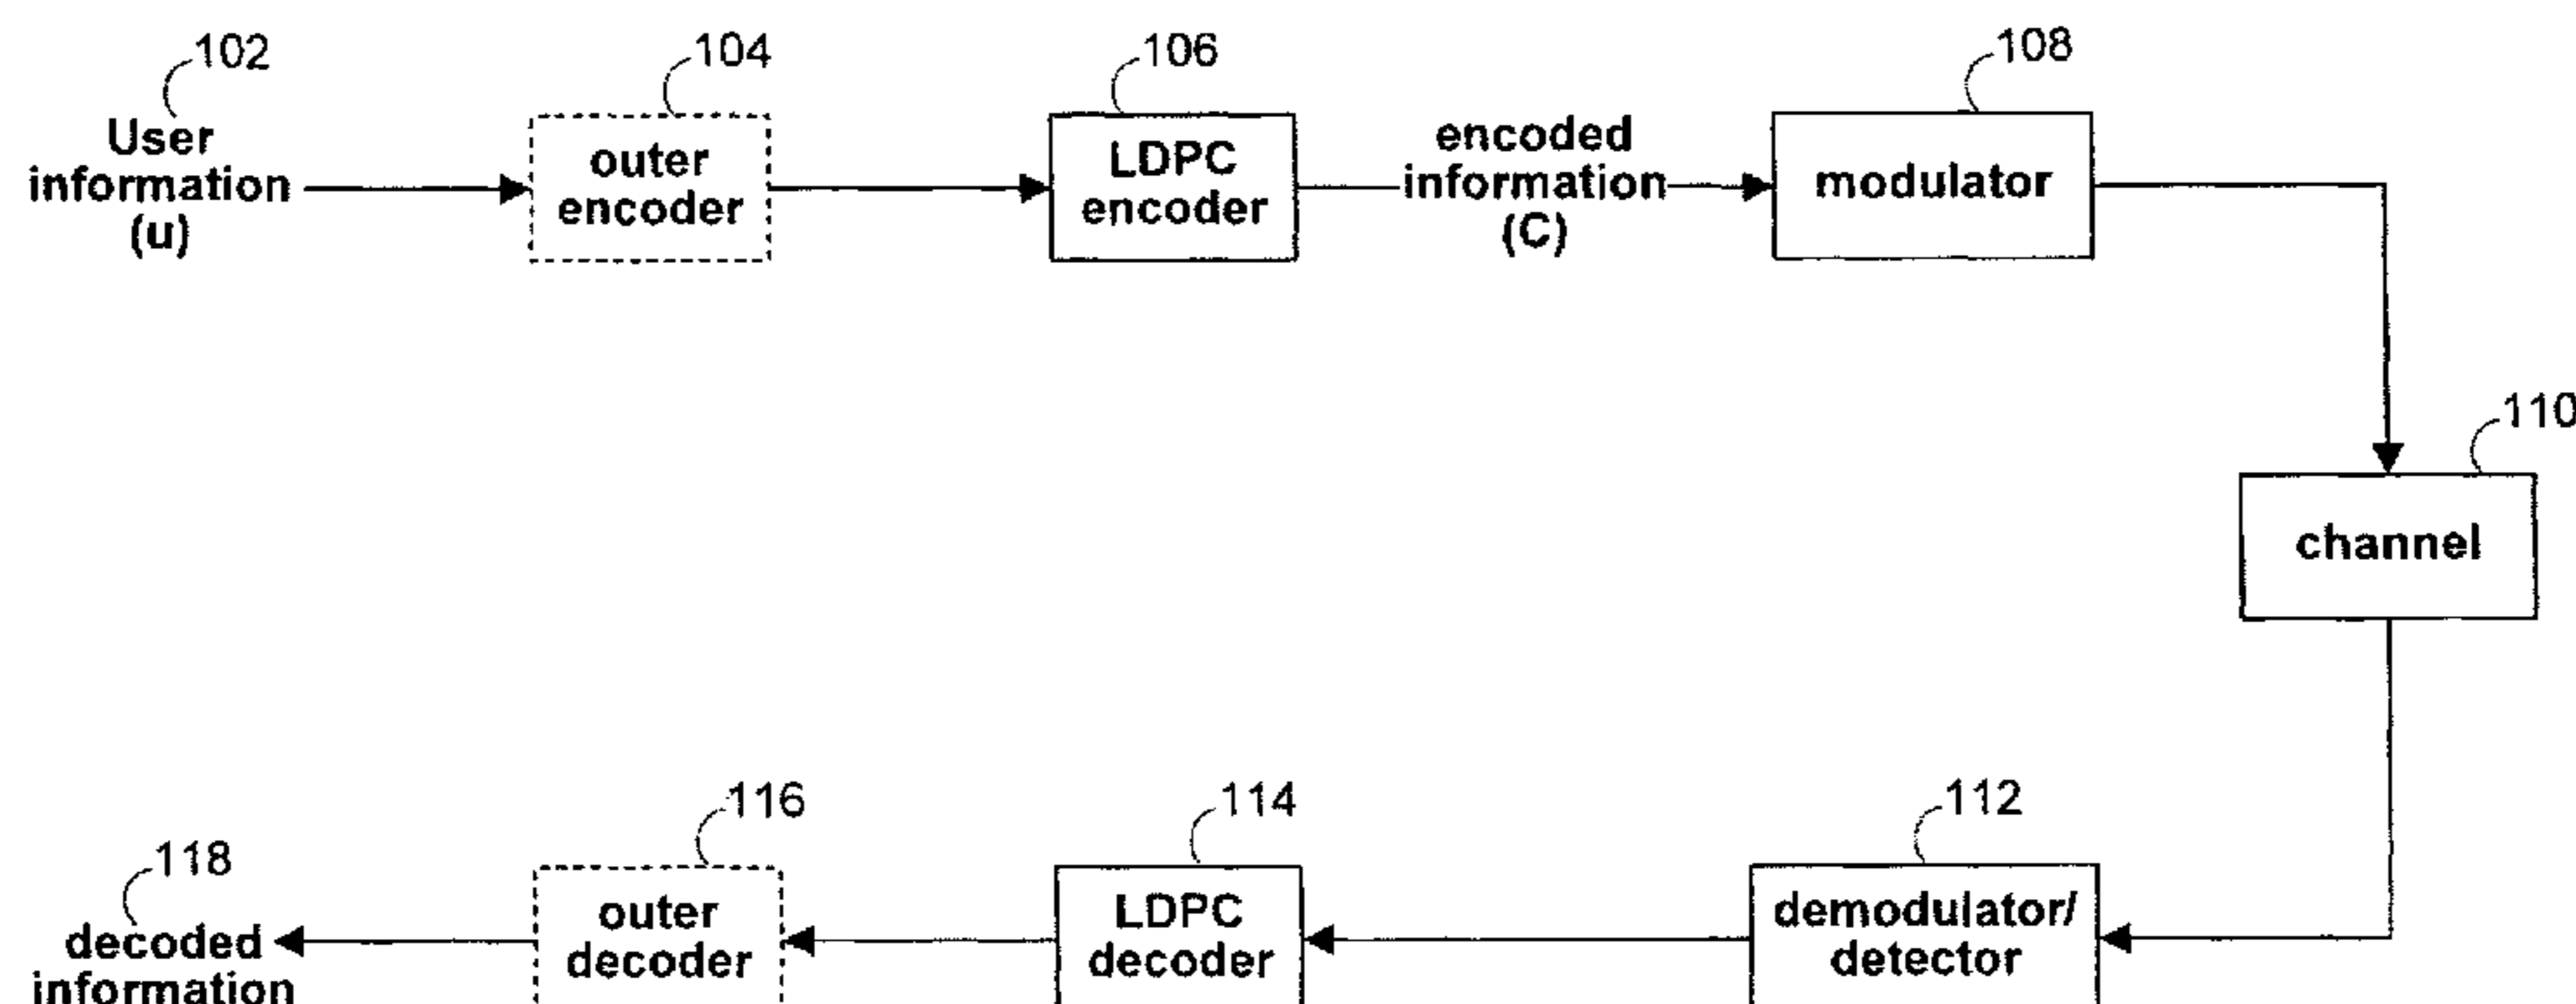 102
104
106
108
User
information
(u)
outer
encoder
LDPC
encoder
encoded
information
(C)
modulator
110
channel
116
114
112
118
decoded
information
outer
decoder
LDPC
decoder
demodulator/
detector